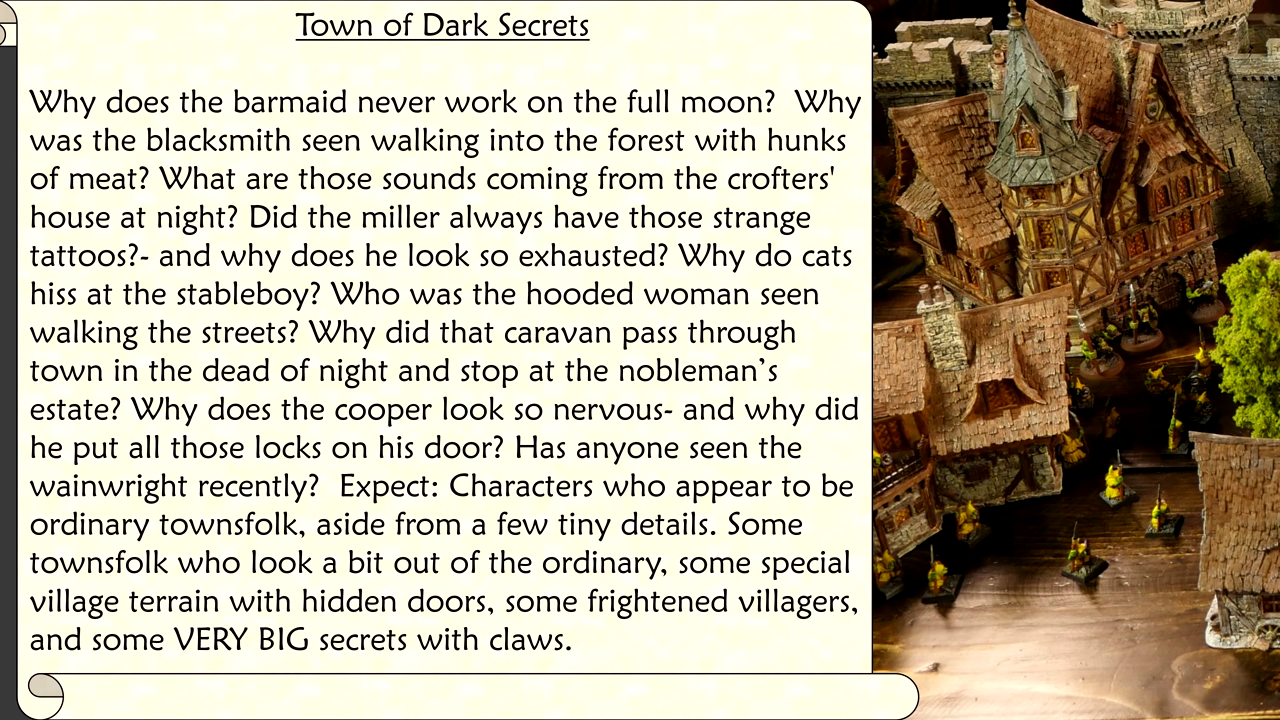 Town of Dark Secrets
Why does the barmaid never work on the full moon?  Why
was the blacksmith seen walking into the forest with hunks
of meat? What are those sounds coming from the crofters'
house at night? Did the miller always have those strange
tattoos?- and why does he look so exhausted? Why do cats
hiss at the stableboy? Who was the hooded woman seen
walking the streets? Why did that caravan pass through
town in the dead of night and stop at the nobleman’s
estate? Why does the cooper look so nervous- and why did
he put all those locks on his door? Has anyone seen the
wainwright recently?  Expect: Characters who appear to be
ordinary townsfolk, aside from a few tiny details. Some
townsfolk who look a bit out of the ordinary, some special
village terrain with hidden doors, some frightened villagers,
and some VERY BIG secrets with claws.